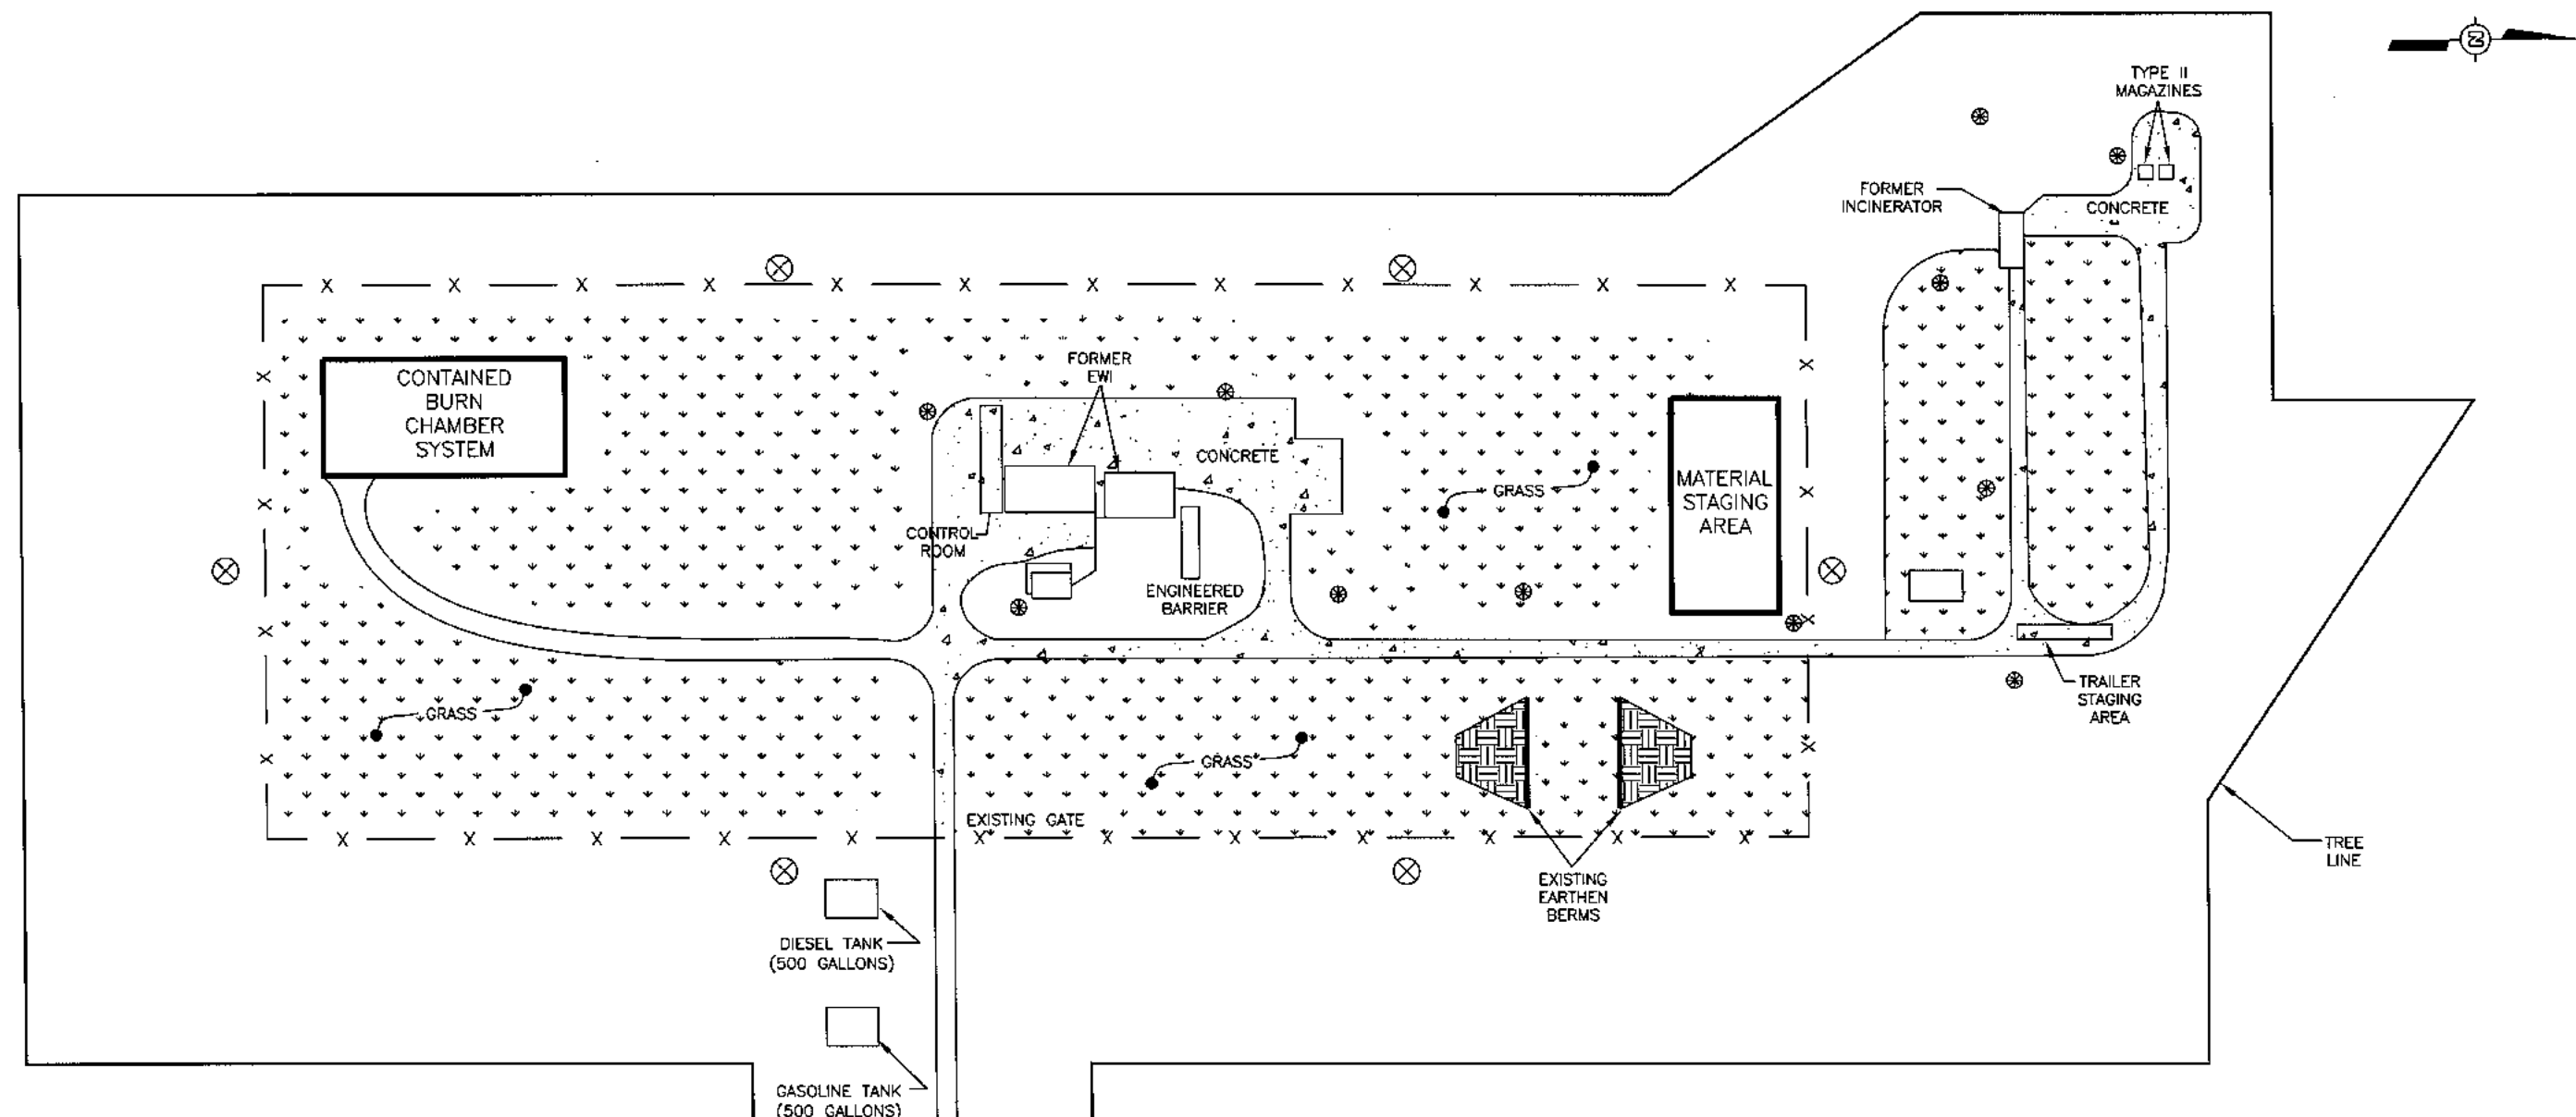 N
TYPE II
MAGAZINES
FORMER
INCINERATOR
CONCRETE
CONTAINED
BURN
CHAMBER
SYSTEM
FORMER
EWI
CONCRETE
CONTROL
ROOM
ENGINEERED
BARRIER
GRASS
MATERIAL
STAGING
AREA
GRASS
GRASS
TRAILER
STAGING
AREA
EXISTING GATE
TREE
LINE
EXISTING
EARTHEN
BERMS
DIESEL TANK
(500 GALLONS)
GASOLINE TANK
(500 GALLONS)